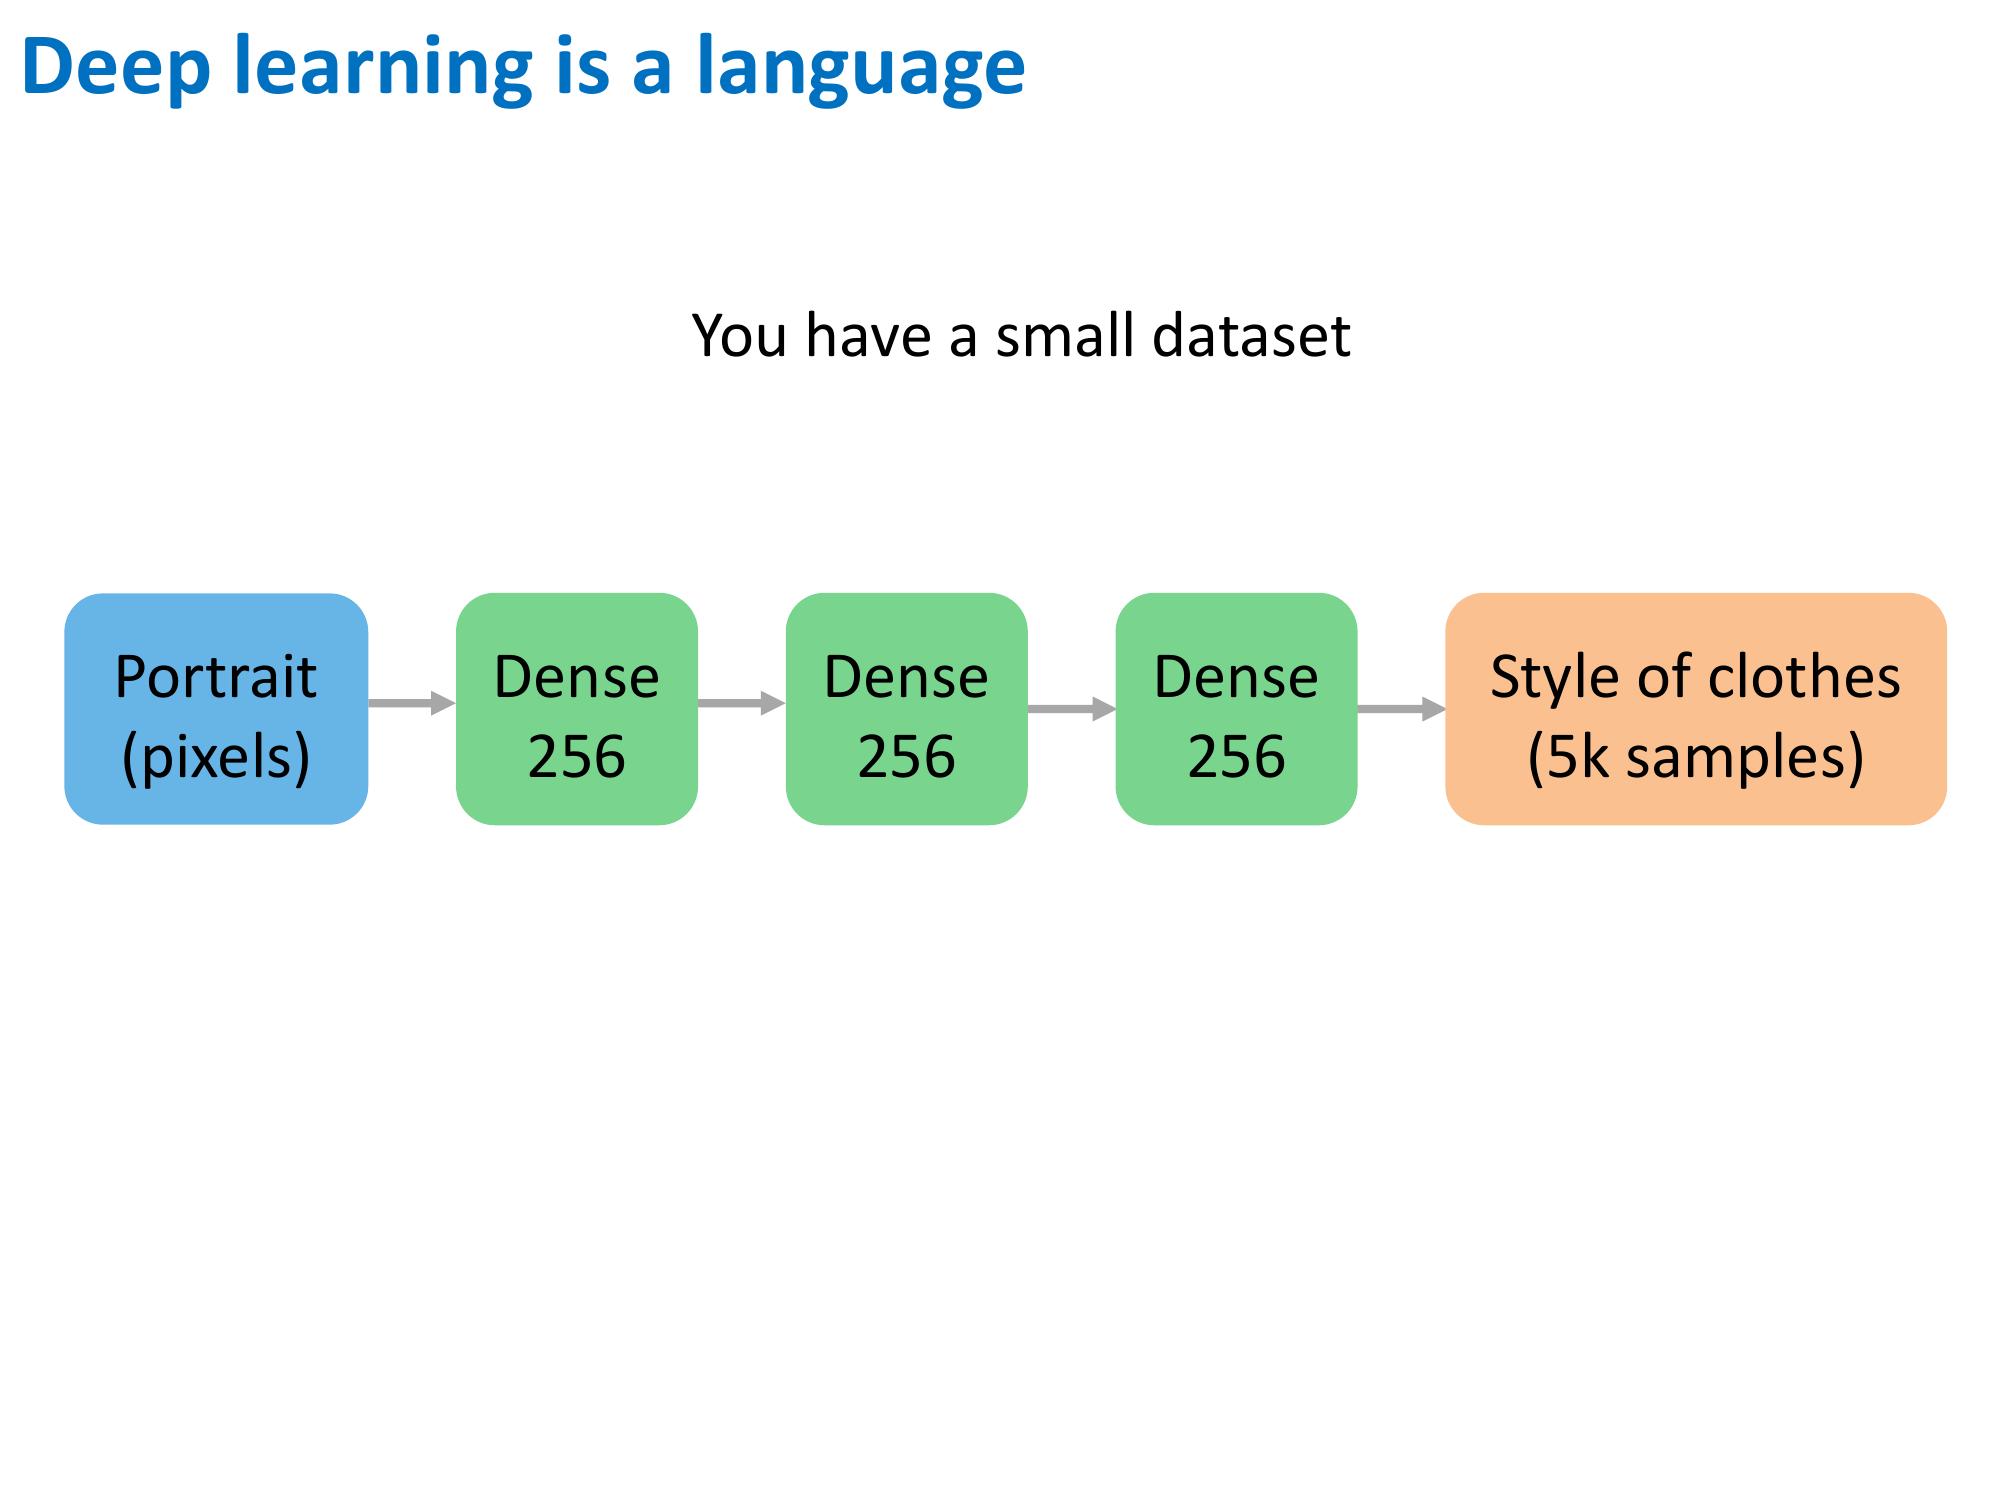 Deep learning is a language
You have a small dataset
Portrait
(pixels)
Dense
256
Dense
256
Dense
256
Style of clothes
(5k samples)